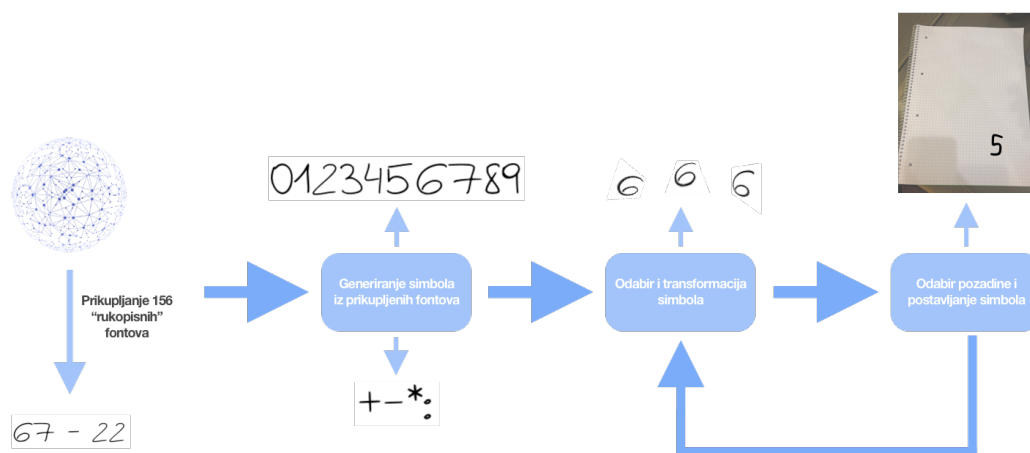 5
0123456789
6 6 6
Prikupljanje 156
“rukopisnih”
fontova
Generiranje simbola
iz prikupljenih fontova
Odabir i transformacija
simbola
Odabir pozadine i
postavljanje simbola
+-*:
67 - 22